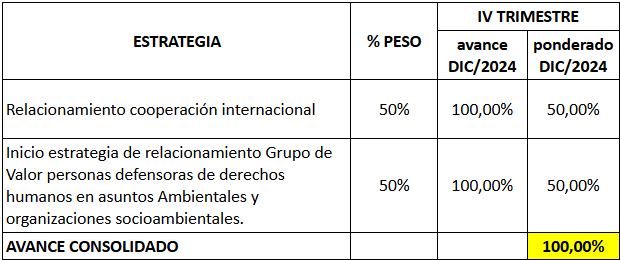 ESTRATEGIA % PESO IV TRIMESTRE
avance DIC/2024 ponderado DIC/2024
Relacionamiento cooperación internacional 50% 100,00% 50,00%
Inicio estrategia de relacionamiento Grupo de
Valor personas defensoras de derechos
humanos en asuntos Ambientales y
organizaciones socioambientales. 50% 100,00% 50,00%
AVANCE CONSOLIDADO 100,00%